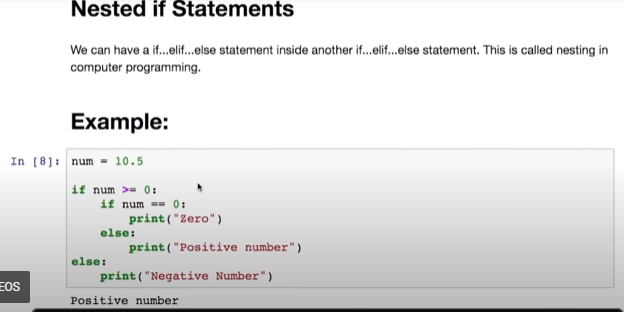 Nested if Statements
We can have a if...elif...else statement inside another if...elif...else statement. This is called nesting in
computer programming.
Example:
In [8]: num = 10.5
if num >= 0:
    if num == 0:
        print("Zero")
    else:
        print("Positive number")
else:
    print("Negative Number")
EOS
Positive number